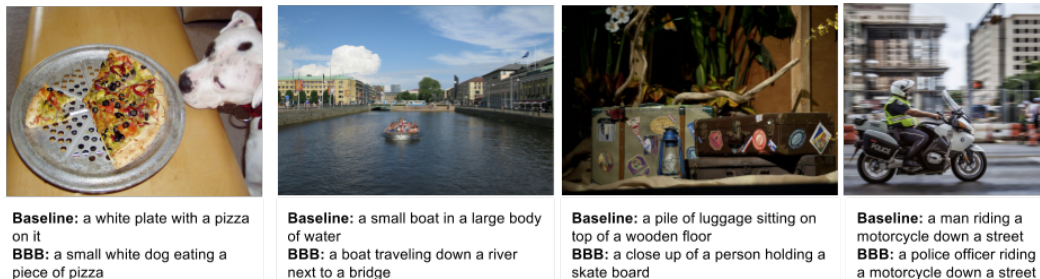 POLICE
Baseline: a white plate with a pizza
on it
BBB: a small white dog eating a
piece of pizza
Baseline: a small boat in a large body
of water
BBB: a boat traveling down a river
next to a bridge
Baseline: a pile of luggage sitting on
top of a wooden floor
BBB: a close up of a person holding a
skate board
Baseline: a man riding a
motorcycle down a street
BBB: a police officer riding
a motorcycle down a street